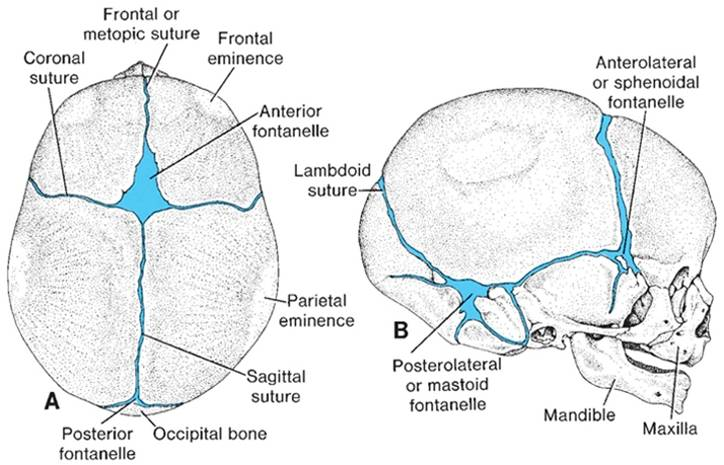 Frontal or
metopic suture
Coronal
suture
Frontal
eminence
Anterior
fontanelle
Parietal
eminence
Sagittal
suture
A
Posterior
fontanelle
Occipital bone
Anterolateral
or sphenoidal
fontanelle
Lambdoid
suture
B
Posterolateral
or mastoid
fontanelle
Mandible
Maxilla